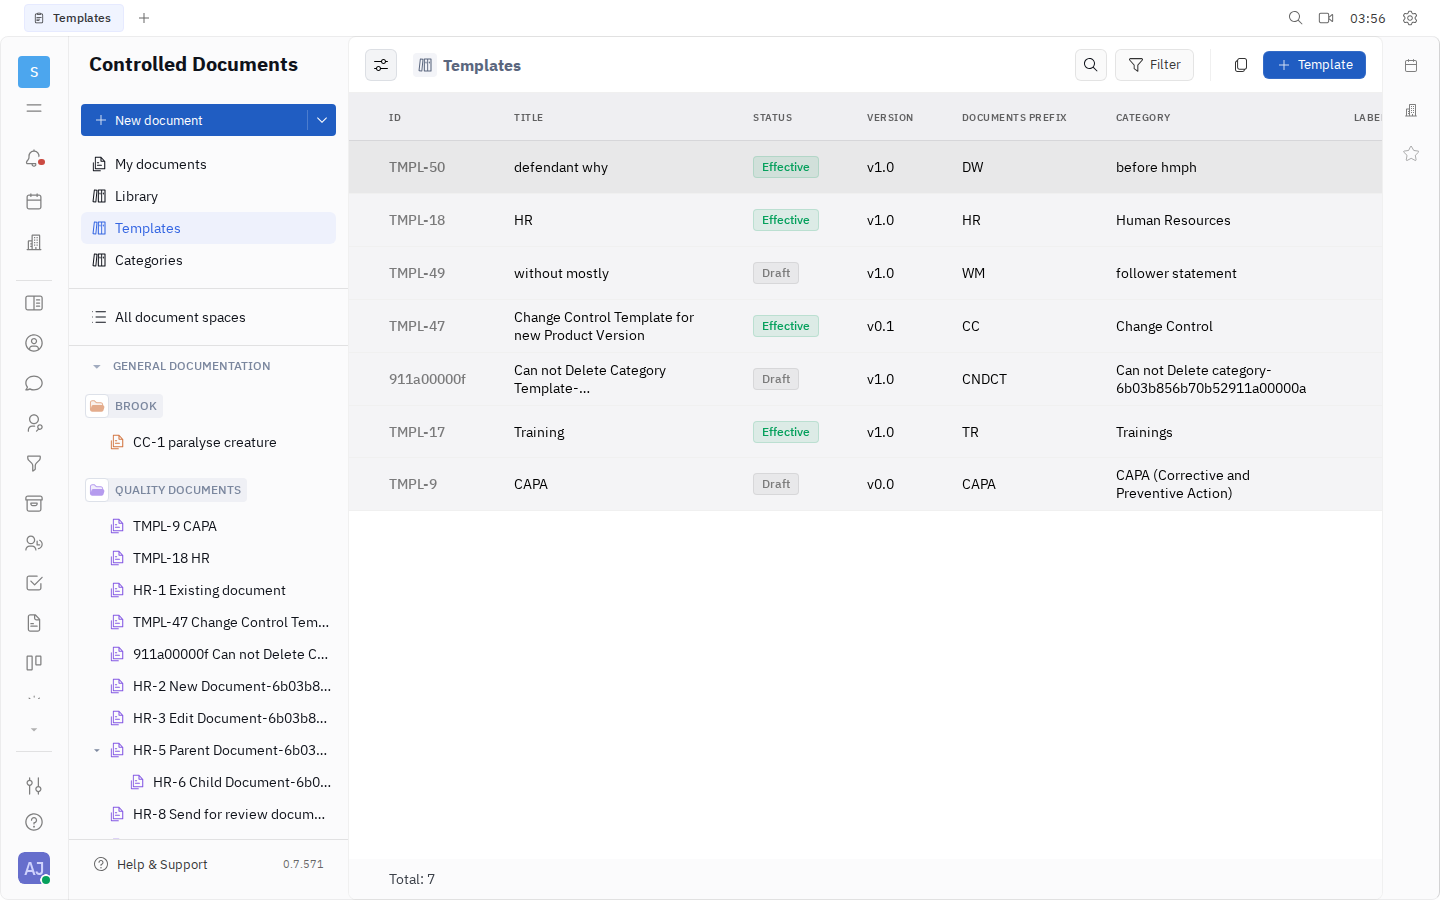 Templates
03:56
S
Controlled Documents
New document
My documents
Library
Templates
Categories
All document spaces
GENERAL DOCUMENTATION
BROOK
CC-1 paralyse creature
QUALITY DOCUMENTS
TMPL-9 CAPA
TMPL-18 HR
HR-1 Existing document
TMPL-47 Change Control Tem...
911a00000f Can not Delete C...
HR-2 New Document-6b03b8...
HR-3 Edit Document-6b03b8...
HR-5 Parent Document-6b03...
HR-6 Child Document-6b0...
HR-8 Send for review docum...
Help & Support 0.7.571
AJ
Templates
Filter
Template
ID TITLE STATUS VERSION DOCUMENTS PREFIX CATEGORY LABE
TMPL-50 defendant why Effective v1.0 DW before hmph
TMPL-18 HR Effective v1.0 HR Human Resources
TMPL-49 without mostly Draft v1.0 WM follower statement
TMPL-47 Change Control Template for new Product Version Effective v0.1 CC Change Control
911a00000f Can not Delete Category Template-... Draft v1.0 CNDCT Can not Delete category-6b03b856b70b52911a00000a
TMPL-17 Training Effective v1.0 TR Trainings
TMPL-9 CAPA Draft v0.0 CAPA CAPA (Corrective and Preventive Action)
Total: 7